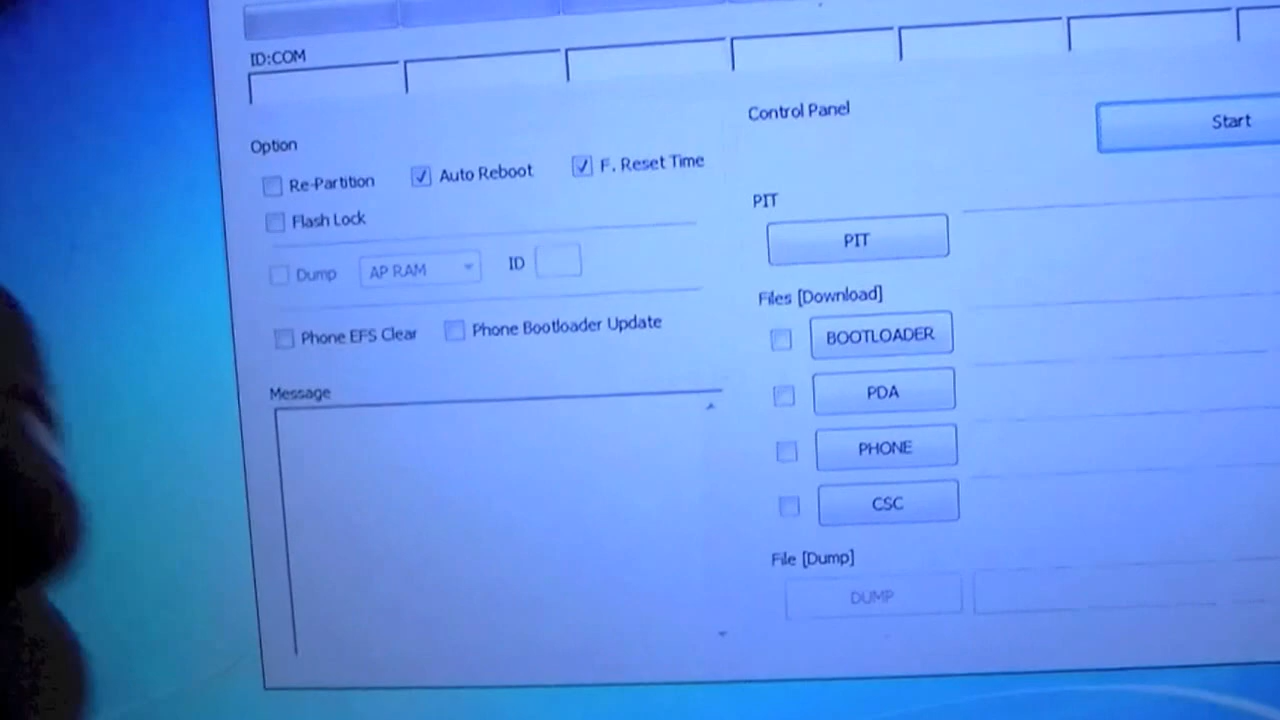 ID:COM
Control Panel
Start
Option
Re-Partition
Auto Reboot
F. Reset Time
Flash Lock
PIT
PIT
Dump
AP RAM
ID
Files [Download]
Phone EFS Clear
Phone Bootloader Update
BOOTLOADER
Message
PDA
PHONE
CSC
File [Dump]
DUMP